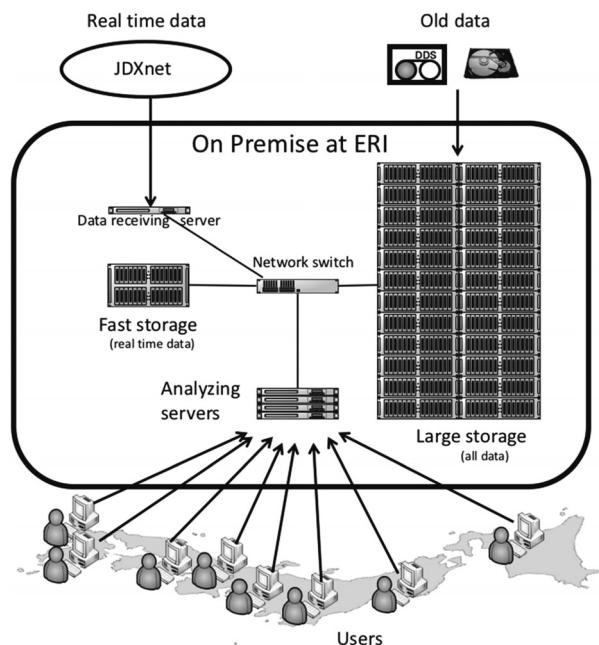 Real time data
Old data
JDXnet
DDS
On Premise at ERI
Data receiving server
Network switch
Fast storage
(real time data)
Analyzing
servers
Large storage
(all data)
Users